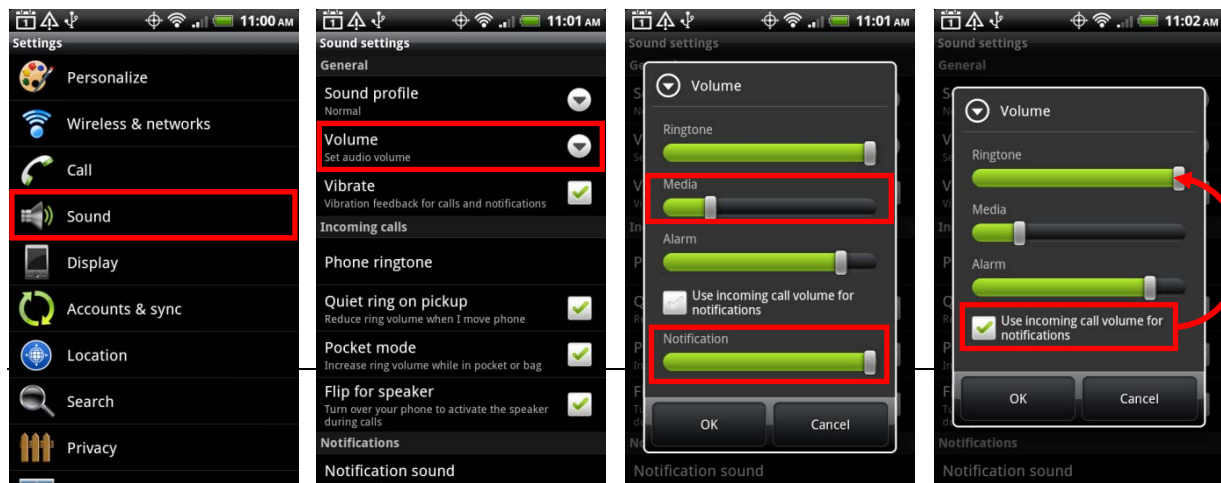 11:00 AM
Settings
Personalize
Wireless & networks
Call
Sound
Display
Accounts & sync
Location
Search
Privacy
11:01 AM
Sound settings
General
Sound profile
Normal
Volume
Set audio volume
Vibrate
Vibration feedback for calls and notifications
Incoming calls
Phone ringtone
Quiet ring on pickup
Reduce ring volume when I move phone
Pocket mode
Increase ring volume while in pocket or bag
Flip for speaker
Turn over your phone to activate the speaker
during calls
Notifications
Notification sound
11:01 AM
Sound settings
Volume
Ringtone
Media
Alarm
Use incoming call volume for
notifications
Notification
OK Cancel
Notification sound
11:02 AM
Sound settings
General
Volume
Ringtone
Media
Alarm
Use incoming call volume for
notifications
OK Cancel
Notifications
Notification sound